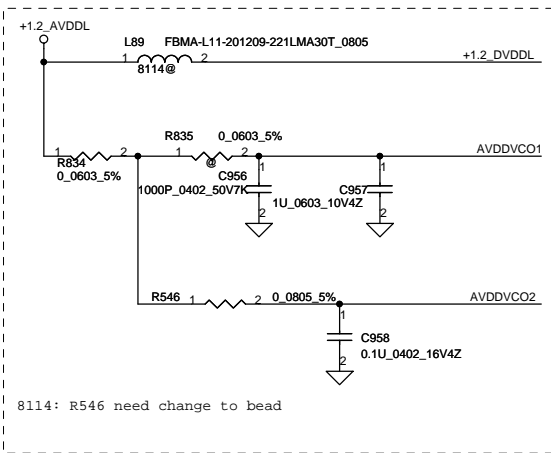 +1.2_AVDDL
L89 FBMA-L11-201209-221LMA30T_0805
1 2
8114@
+1.2_DVDDL
R835 0_0603_5%
1 2
@
AVDDVCO1
1 2
R834
0_0603_5%
1
C956
1000P_0402_50V7K
2
1
C957
1U_0603_10V4Z
2
R546 1 2 0_0805_5%
AVDDVCO2
1
C958
0.1U_0402_16V4Z
2
8114: R546 need change to bead